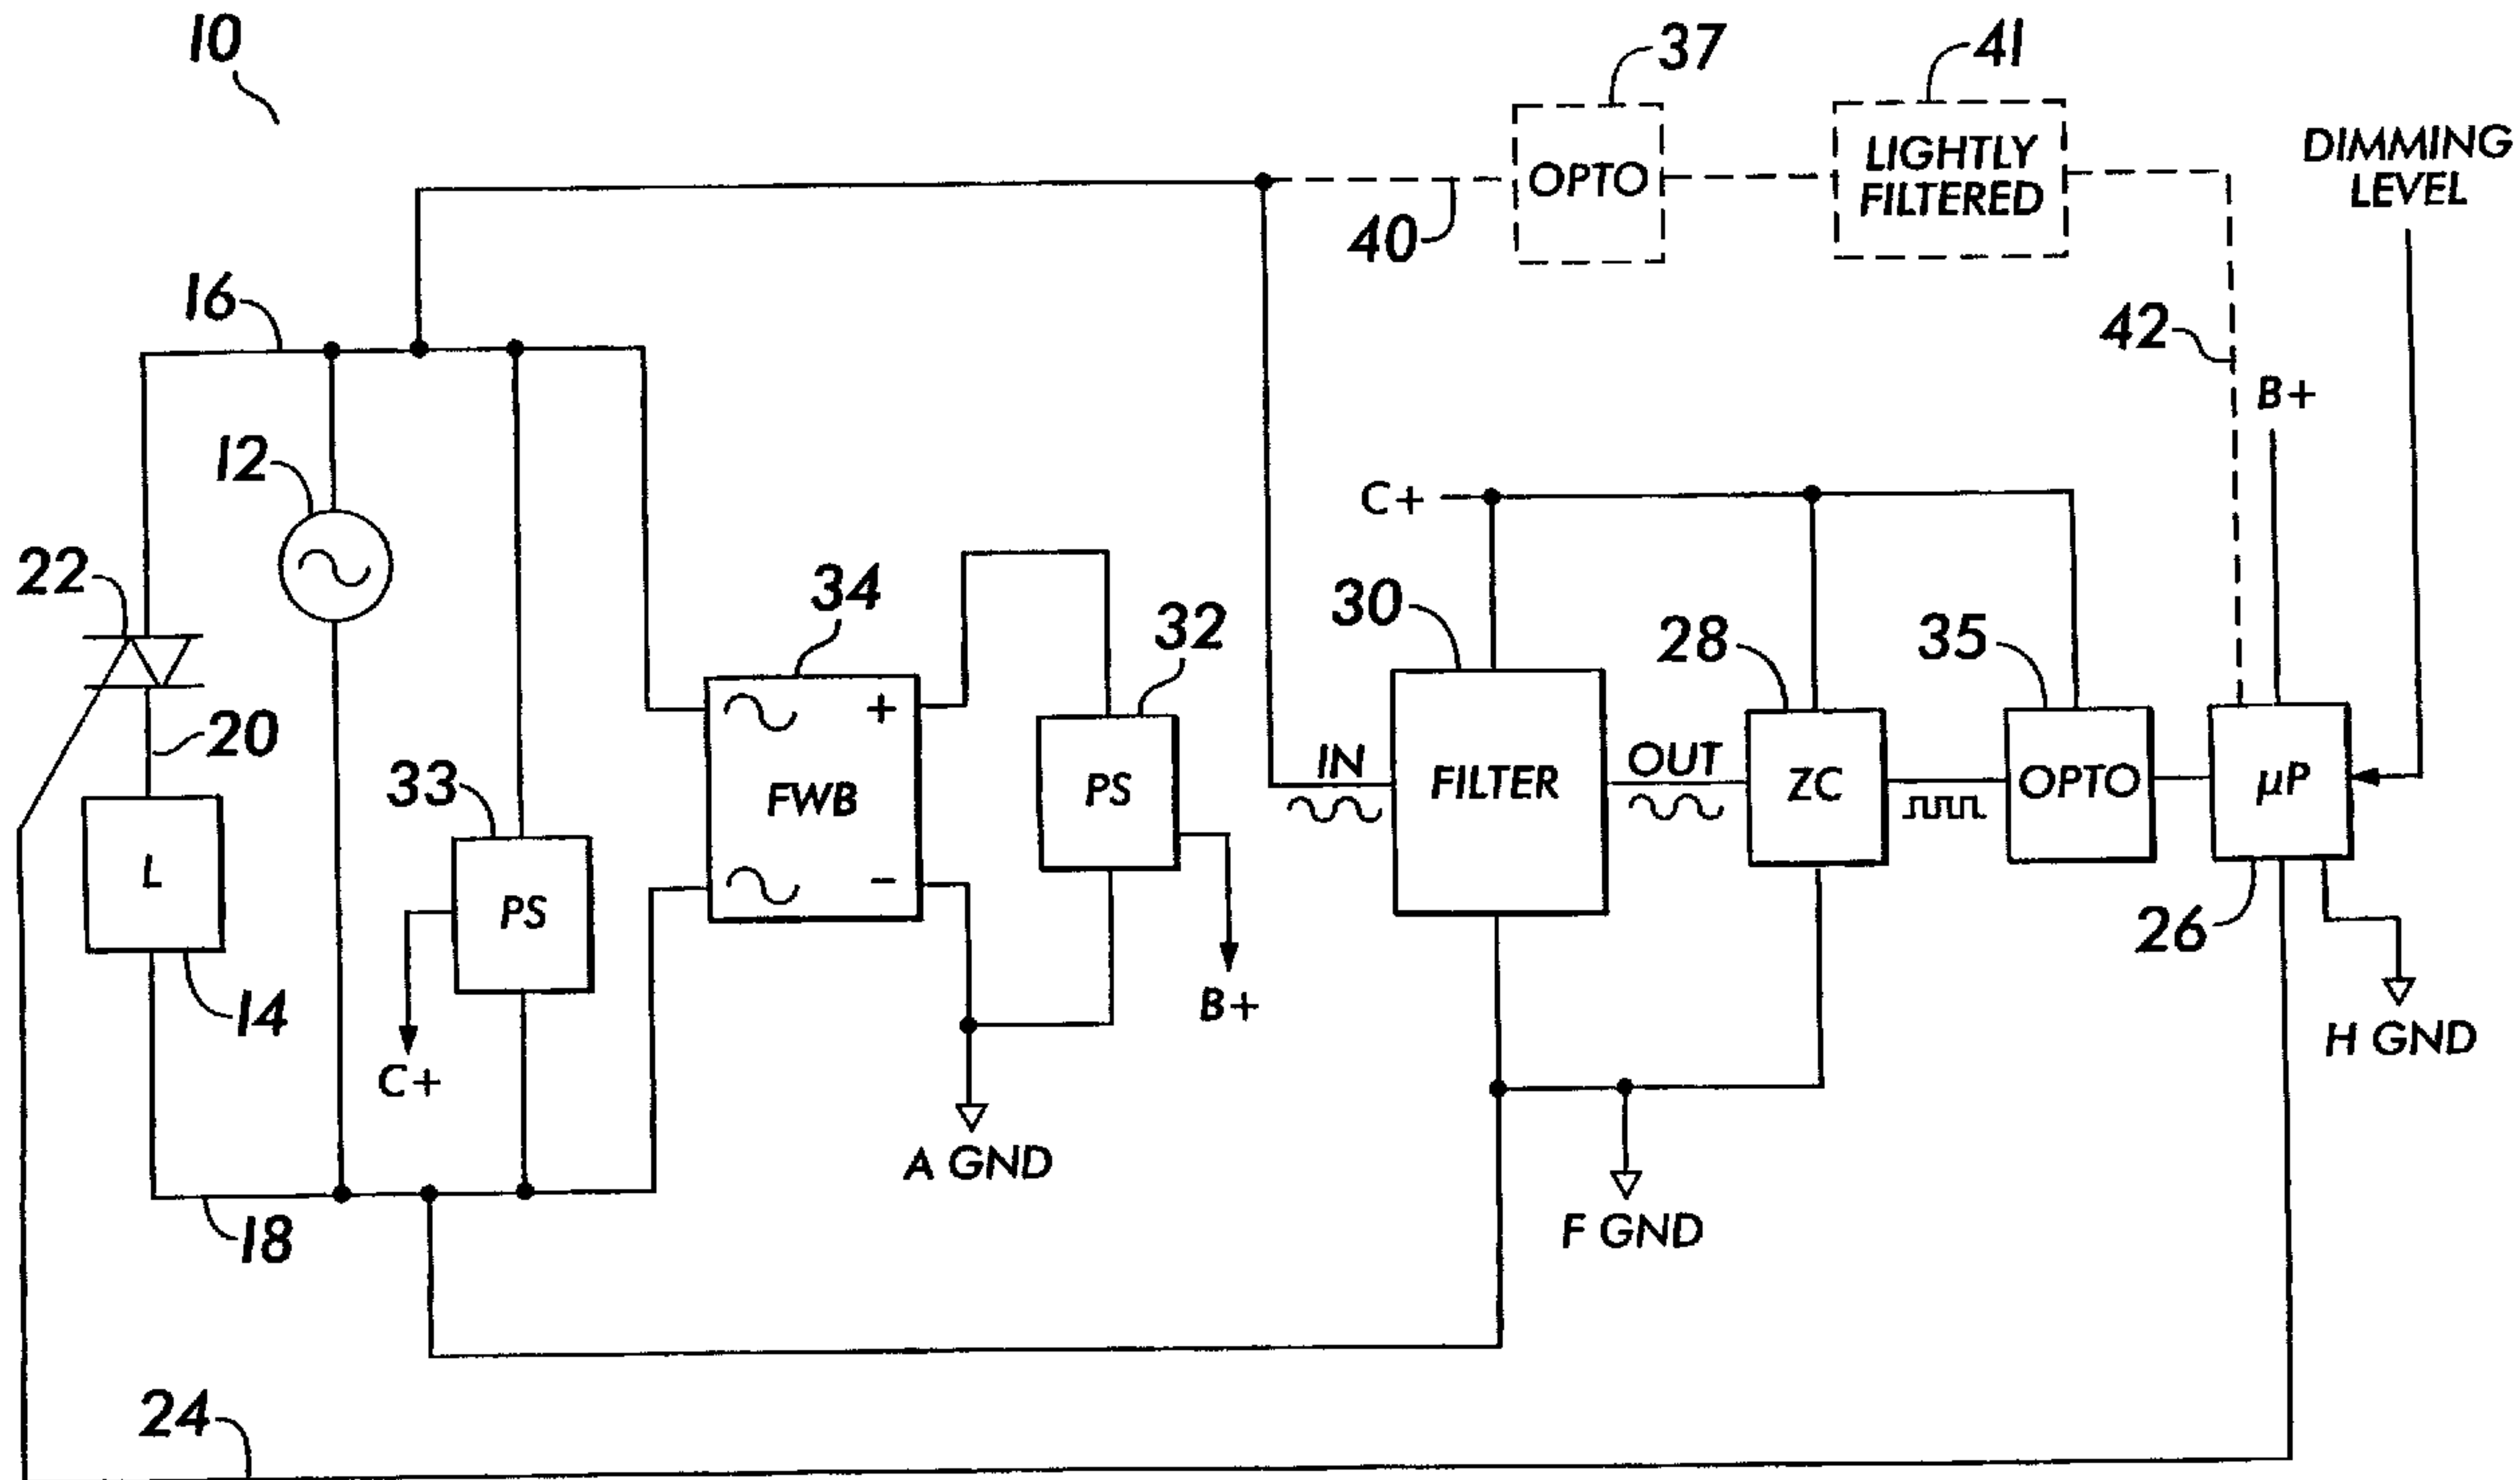 10
37
41
DIMMING
LEVEL
OPTO
LIGHTLY
FILTERED
40
16
42
B+
12
C+
22
34
32
30
28
35
20
33
+
IN
OUT
FWB
PS
FILTER
ZC
OPTO
µP
L
PS
−
26
14
B+
C+
H GND
A GND
18
F GND
24